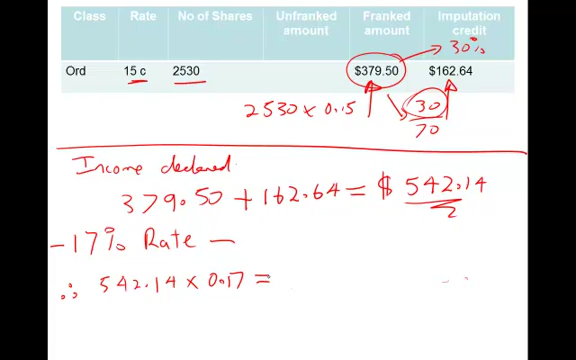 Class Rate No of Shares Unfranked amount Franked amount Imputation credit
30%
Ord 15 c 2530 $379.50 $162.64
2530 x 0.15 30/70
Income declared
379.50 + 162.64 = $ 542.14
- 17% Rate -
∴ 542.14 x 0.17 =